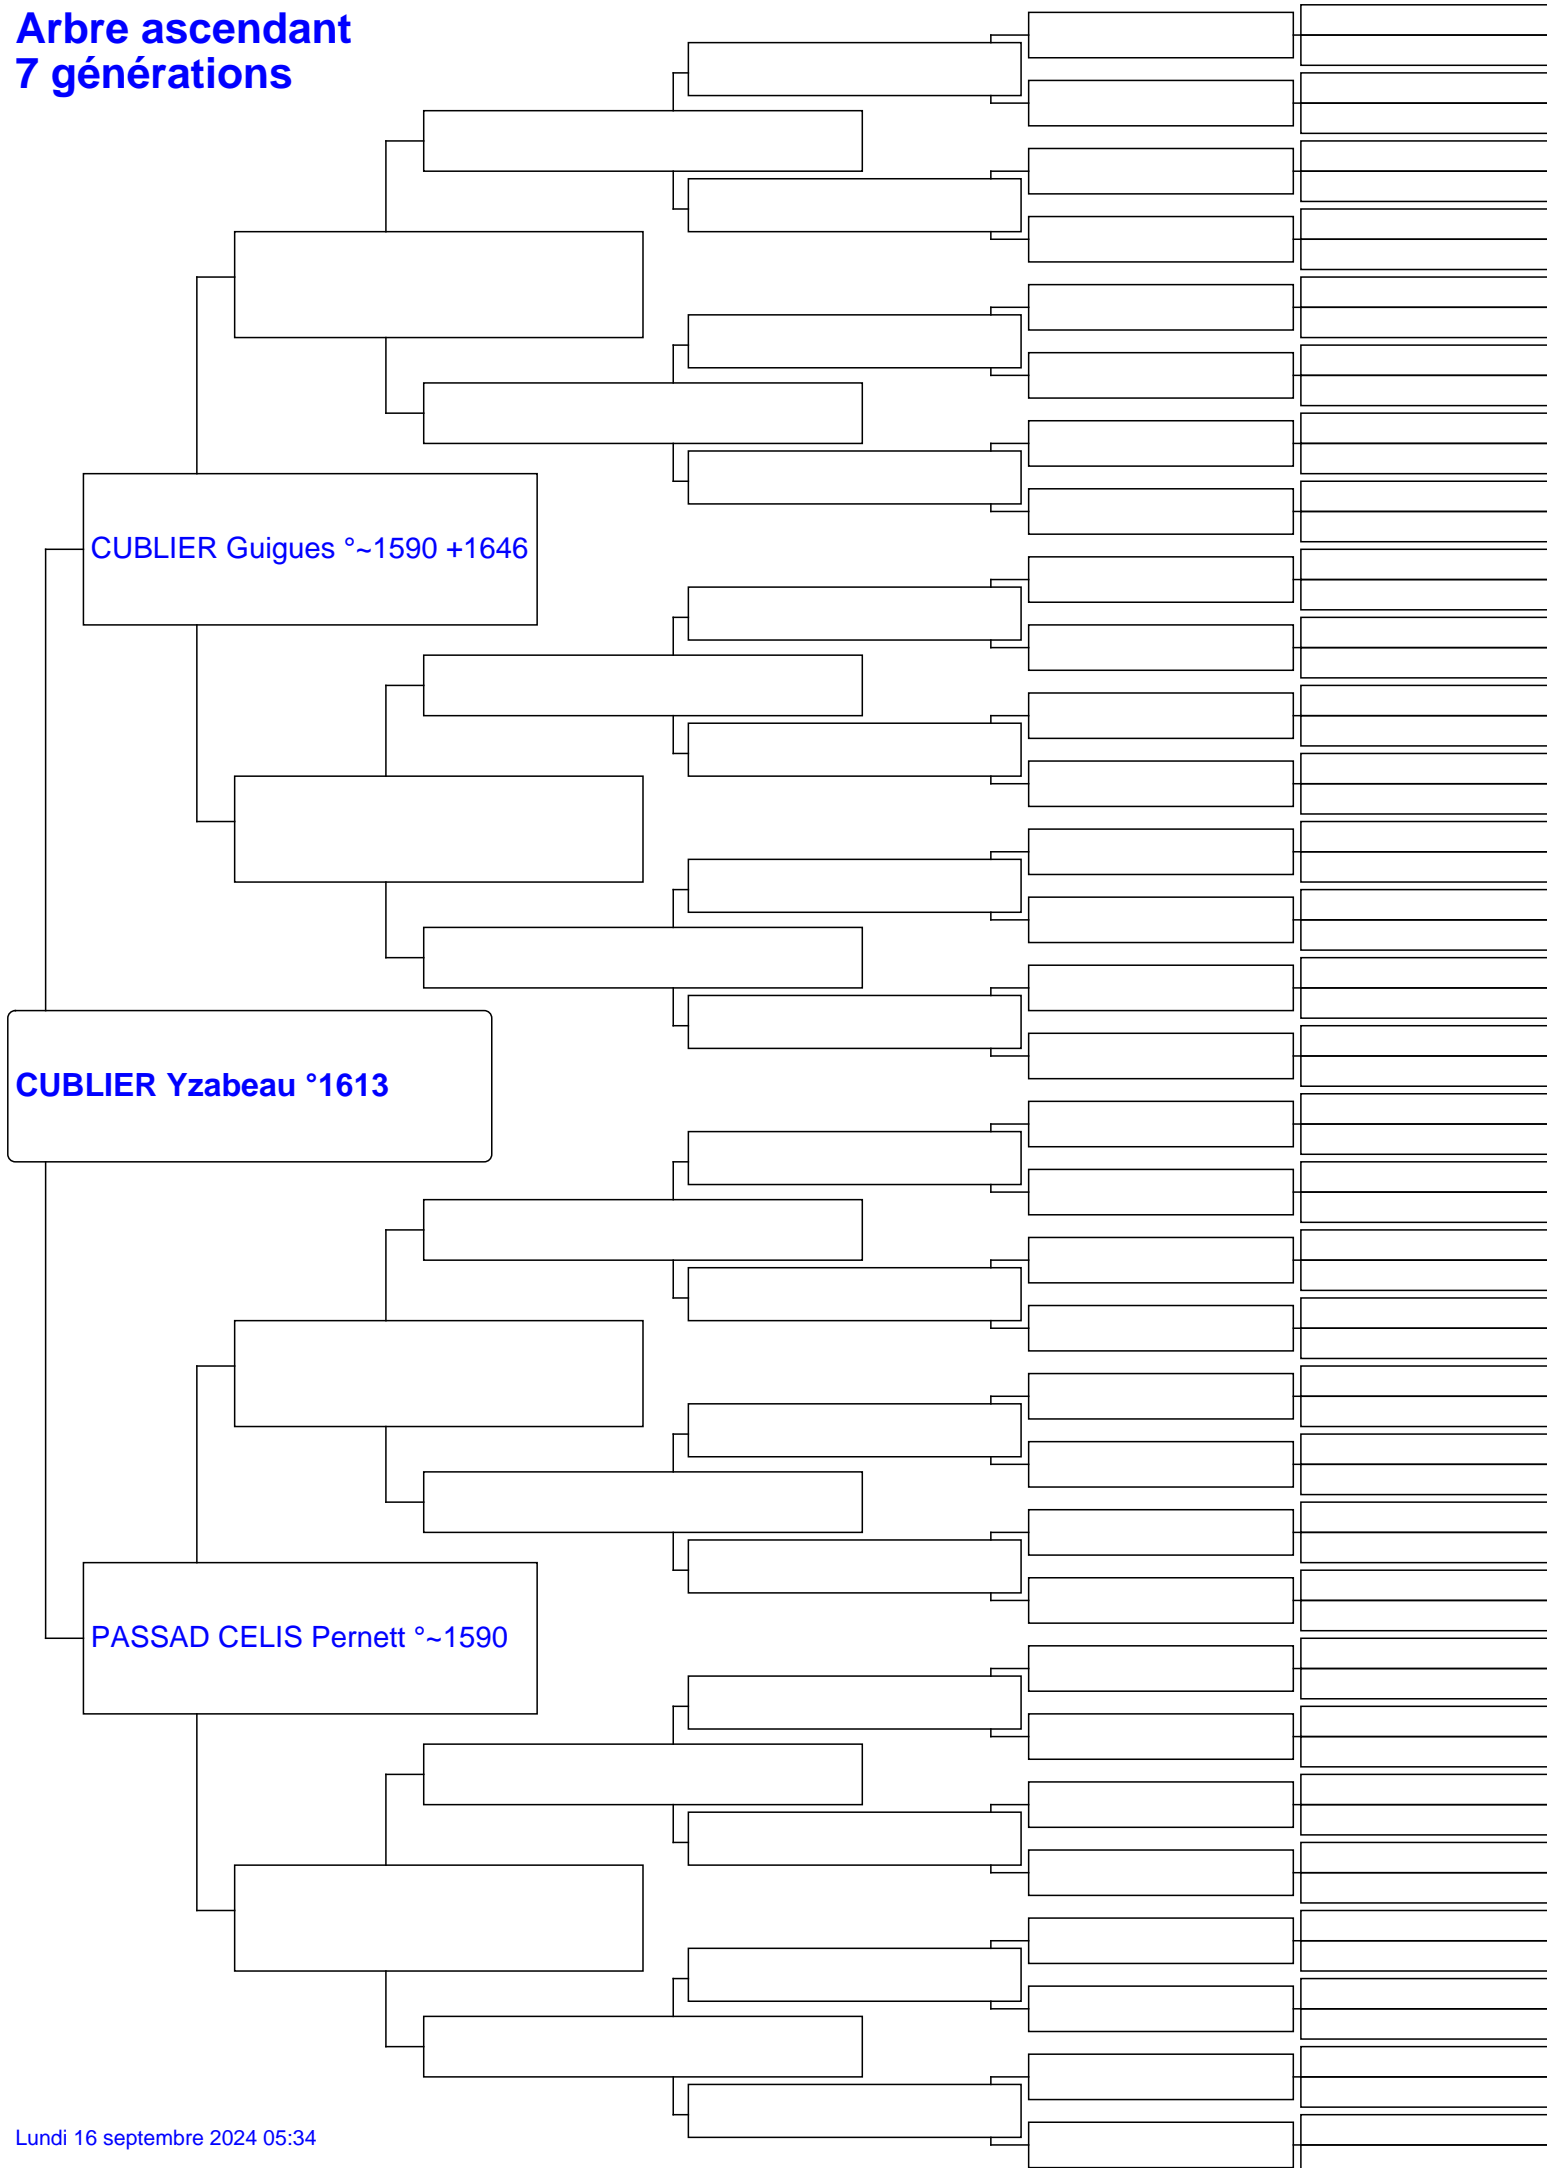 Arbre ascendant
7 générations
CUBLIER Guigues °~1590 +1646
CUBLIER Yzabeau °1613
PASSAD CELIS Pernett °~1590
Lundi 16 septembre 2024 05:34